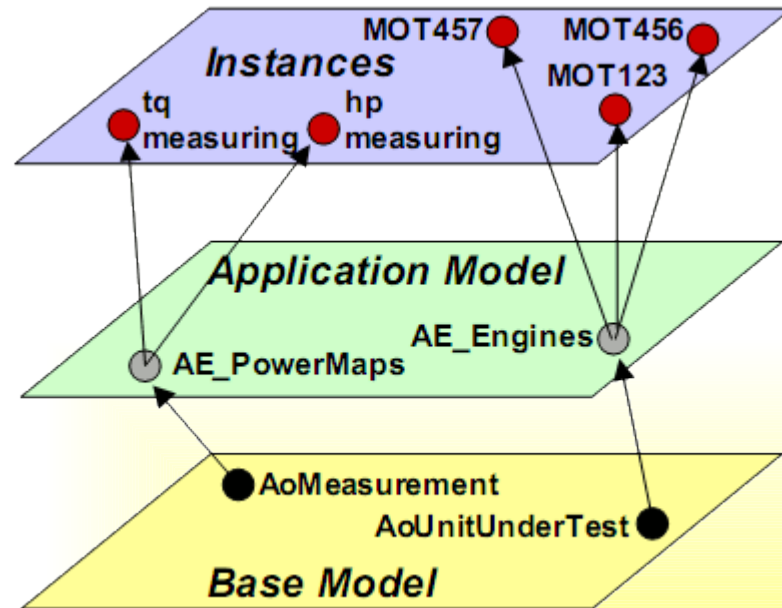 MOT457
MOT456
Instances
MOT123
tq
measuring
hp
measuring
Application Model
AE_Engines
AE_PowerMaps
AoMeasurement
AoUnitUnderTest
Base Model